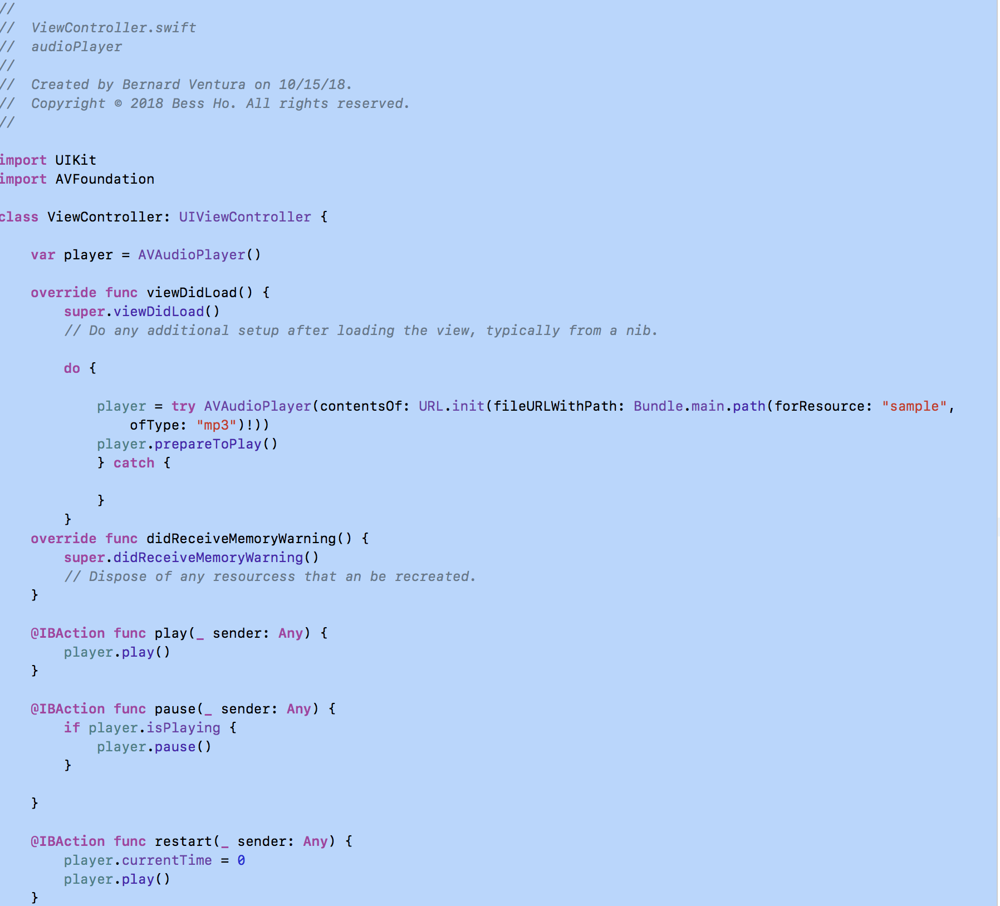 //
//  ViewController.swift
//  audioPlayer
//
//  Created by Bernard Ventura on 10/15/18.
//  Copyright © 2018 Bess Ho. All rights reserved.
//
import UIKit
import AVFoundation
class ViewController: UIViewController {
    var player = AVAudioPlayer()
    override func viewDidLoad() {
        super.viewDidLoad()
        // Do any additional setup after loading the view, typically from a nib.
        do {
            player = try AVAudioPlayer(contentsOf: URL.init(fileURLWithPath: Bundle.main.path(forResource: "sample",
                ofType: "mp3")!))
            player.prepareToPlay()
            } catch {
            }
        }
    override func didReceiveMemoryWarning() {
        super.didReceiveMemoryWarning()
        // Dispose of any resourcess that an be recreated.
    }
    @IBAction func play(_ sender: Any) {
        player.play()
    }
    @IBAction func pause(_ sender: Any) {
        if player.isPlaying {
            player.pause()
        }
    }
    @IBAction func restart(_ sender: Any) {
        player.currentTime = 0
        player.play()
    }